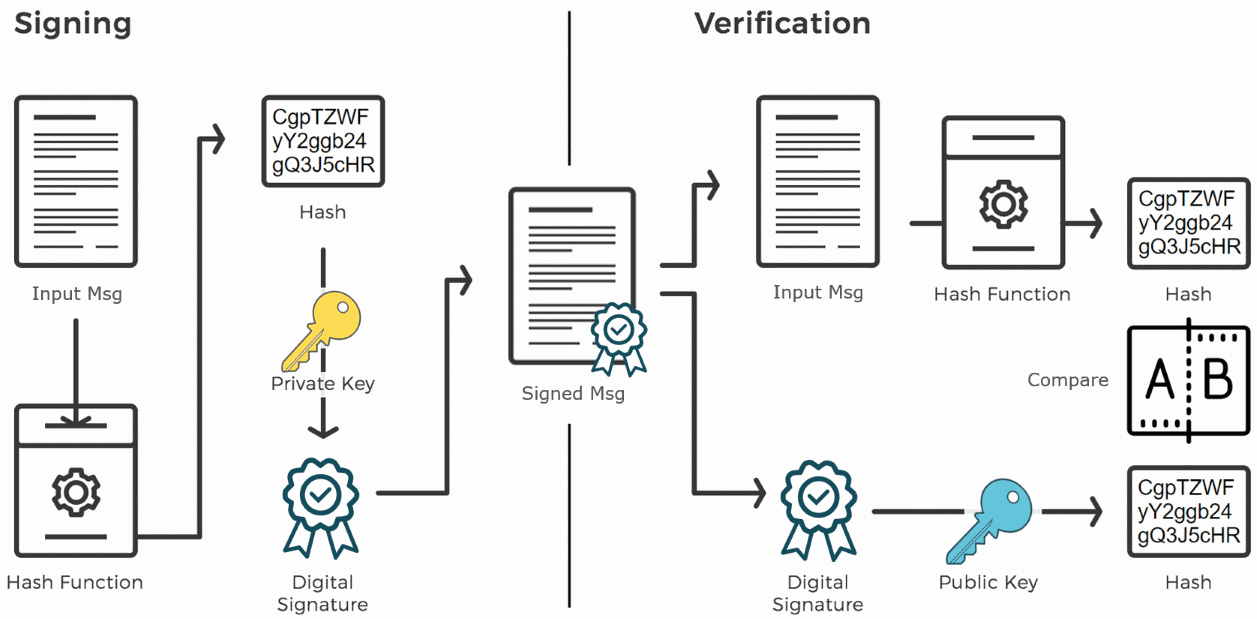 Signing
Input Msg
Hash Function
CgpTZWF
yY2ggb24
gQ3J5cHR
Hash
Private Key
Digital
Signature
Signed Msg
Verification
Input Msg
Hash Function
CgpTZWF
yY2ggb24
gQ3J5cHR
Hash
Compare
A B
Digital
Signature
Public Key
CgpTZWF
yY2ggb24
gQ3J5cHR
Hash